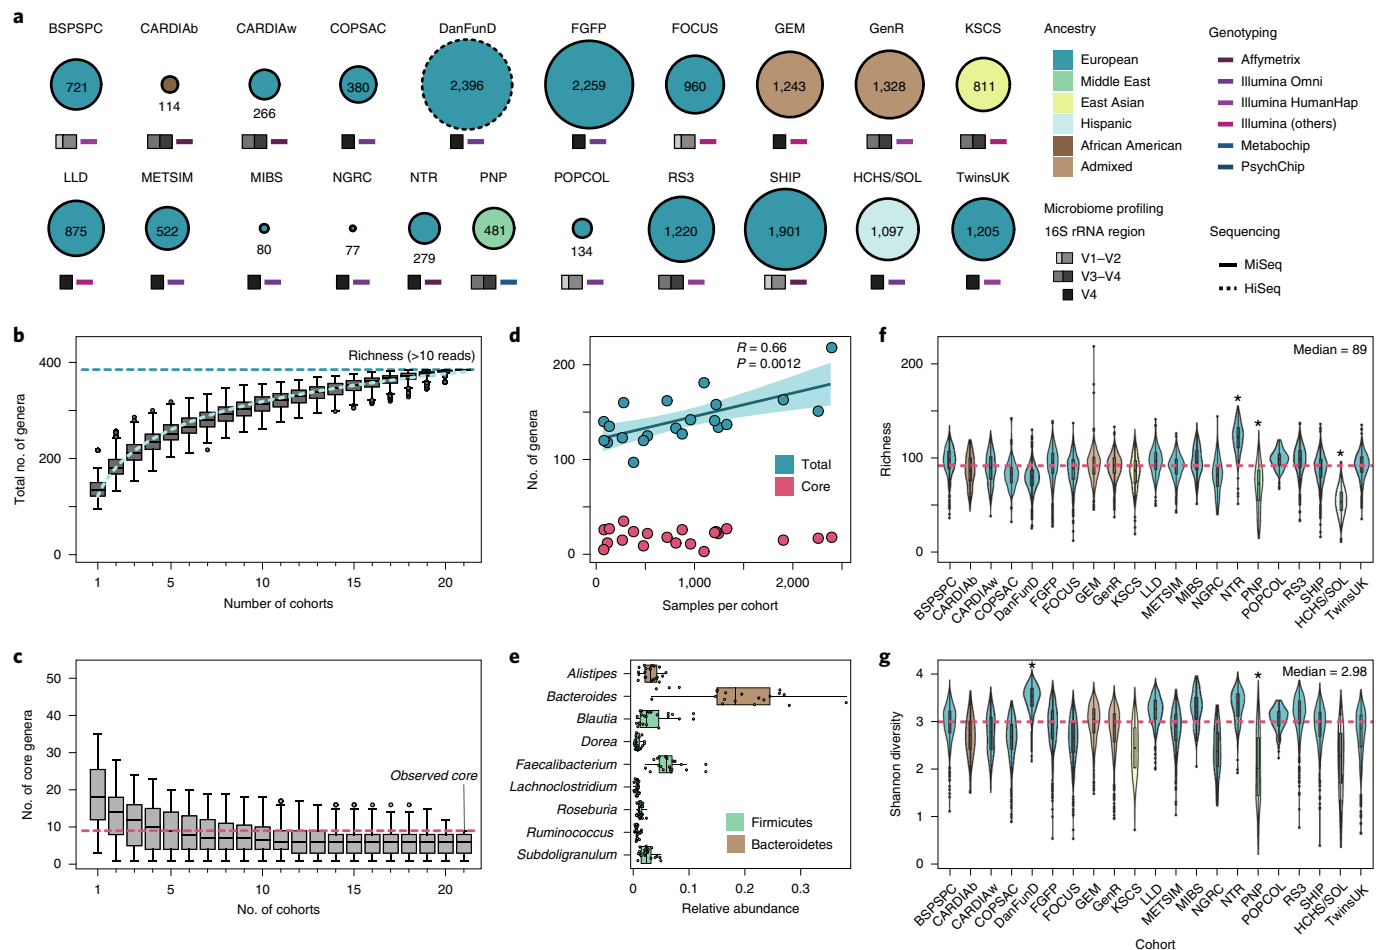 a
BSPSPC CARDIAb CARDIAw COPSAC DanFunD FGFP FOCUS GEM GenR KSCS
721 114 266 380 2,396 2,259 960 1,243 1,328 811
LLD METSIM MIBS NGRC NTR PNP POPCOL RS3 SHIP HCHS/SOL TwinsUK
875 522 80 77 279 481 134 1,220 1,901 1,097 1,205
Ancestry
European
Middle East
East Asian
Hispanic
African American
Admixed
Genotyping
Affymetrix
Illumina Omni
Illumina HumanHap
Illumina (others)
Metabochip
PsychChip
Microbiome profiling
16S rRNA region
V1–V2
V3–V4
V4
Sequencing
MiSeq
HiSeq
b
Total no. of genera
400
200
0
Richness (>10 reads)
1 5 10 15 20
Number of cohorts
c
No. of core genera
50
40
30
20
10
0
Observed core
1 5 10 15 20
No. of cohorts
d
No. of genera
200
100
0
R = 0.66
P = 0.0012
Total
Core
0 1,000 2,000
Samples per cohort
e
Alistipes
Bacteroides
Blautia
Dorea
Faecalibacterium
Lachnoclostridium
Roseburia
Ruminococcus
Subdoligranulum
Firmicutes
Bacteroidetes
0 0.1 0.2 0.3
Relative abundance
f
Richness
200
100
0
Median = 89
* * *
BSPSPC CARDIAb CARDIAw COPSAC DanFunD FGFP FOCUS GEM GenR KSCS LLD METSIM MIBS NGRC NTR PNP POPCOL RS3 SHIP HCHS/SOL TwinsUK
g
Shannon diversity
4
3
2
1
0
Median = 2.98
* *
BSPSPC CARDIAb CARDIAw COPSAC DanFunD FGFP FOCUS GEM GenR KSCS LLD METSIM MIBS NGRC NTR PNP POPCOL RS3 SHIP HCHS/SOL TwinsUK
Cohort